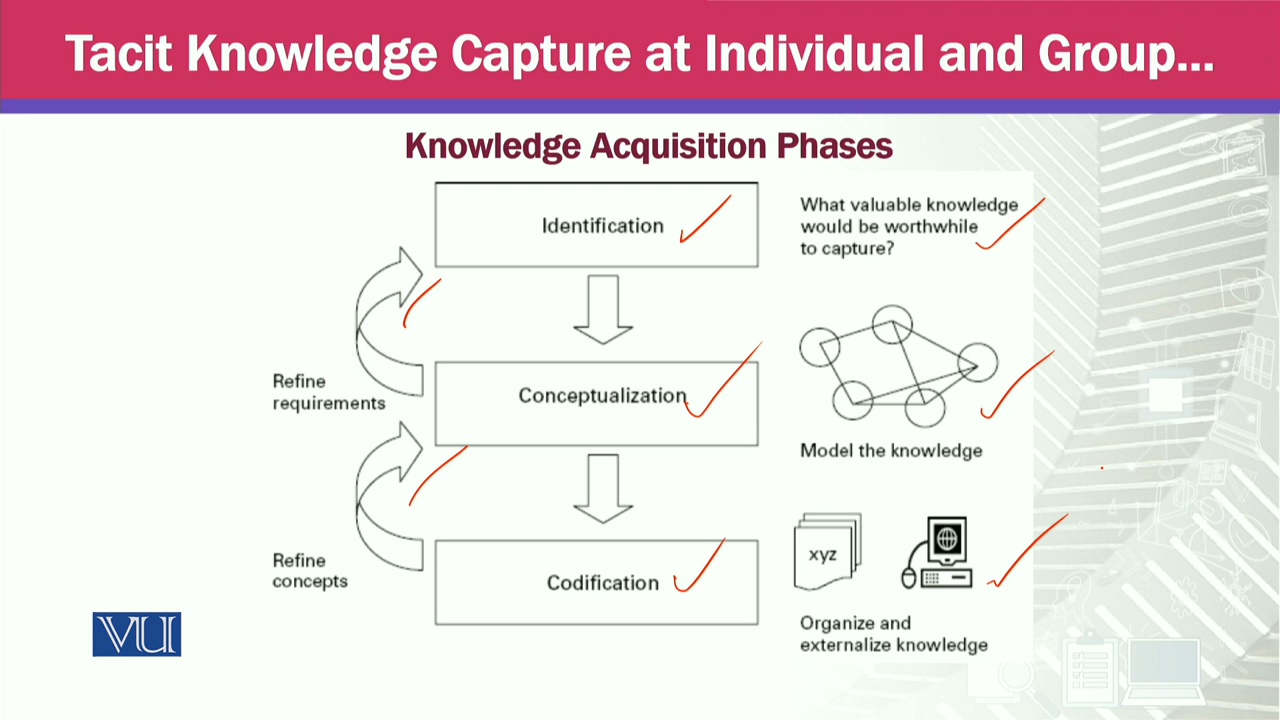 Tacit Knowledge Capture at Individual and Group...
Knowledge Acquisition Phases
Identification
What valuable knowledge
would be worthwhile
to capture?
Refine
requirements
Conceptualization
Model the knowledge
Refine
concepts
Codification
xyz
Organize and
externalize knowledge
VU